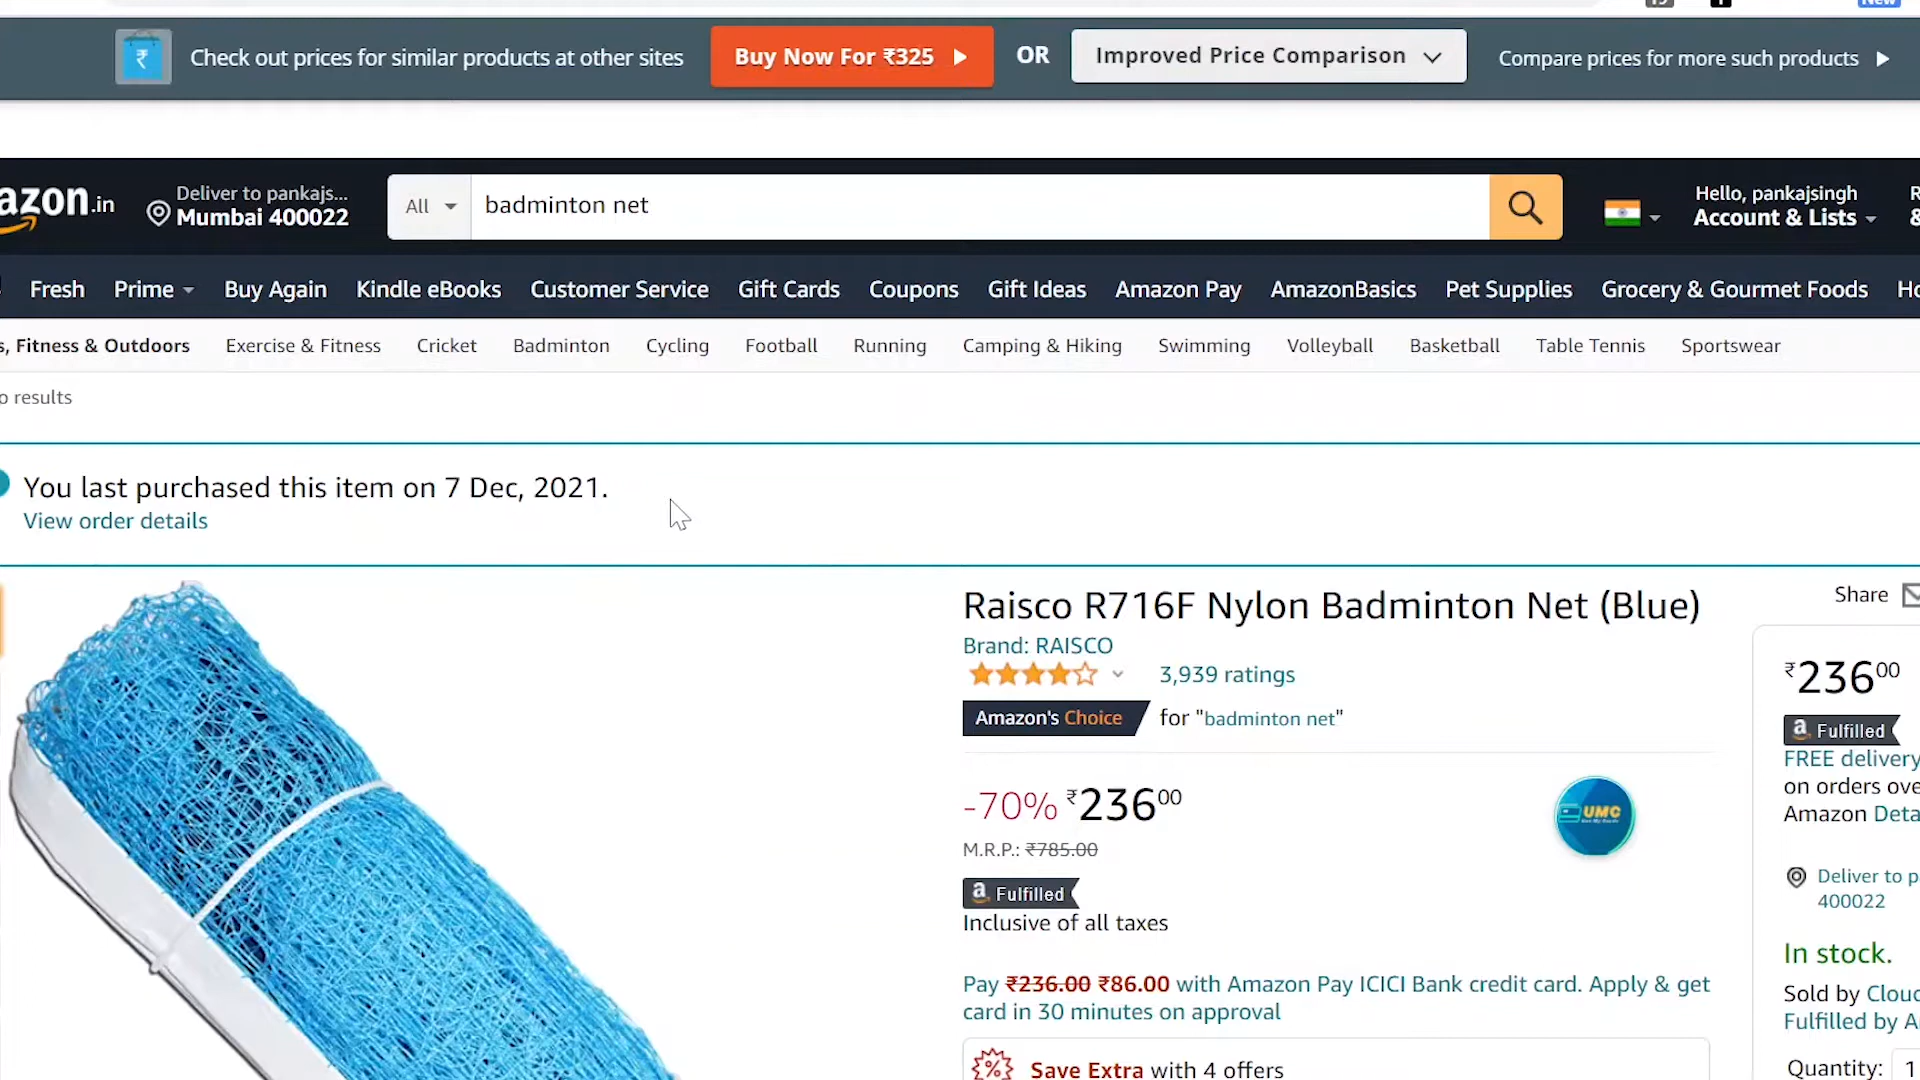 Check out prices for similar products at other sites
Buy Now For ₹325
OR
Improved Price Comparison
Compare prices for more such products
New
azon.in
Deliver to pankajs...
Mumbai 400022
All
badminton net
Hello, pankajsingh
Account & Lists
Fresh
Prime
Buy Again
Kindle eBooks
Customer Service
Gift Cards
Coupons
Gift Ideas
Amazon Pay
AmazonBasics
Pet Supplies
Grocery & Gourmet Foods
s, Fitness & Outdoors
Exercise & Fitness
Cricket
Badminton
Cycling
Football
Running
Camping & Hiking
Swimming
Volleyball
Basketball
Table Tennis
Sportswear
o results
You last purchased this item on 7 Dec, 2021.
View order details
Raisco R716F Nylon Badminton Net (Blue)
Brand: RAISCO
3,939 ratings
Amazon's Choice for "badminton net"
-70% ₹236⁰⁰
M.R.P.: ₹785.00
a Fulfilled
Inclusive of all taxes
UMC
Pay ₹236.00 ₹86.00 with Amazon Pay ICICI Bank credit card. Apply & get
card in 30 minutes on approval
Save Extra with 4 offers
Share
₹236⁰⁰
a Fulfilled
FREE delivery
on orders ove
Amazon Deta
Deliver to p
400022
In stock.
Sold by Cloud
Fulfilled by A
Quantity: 1